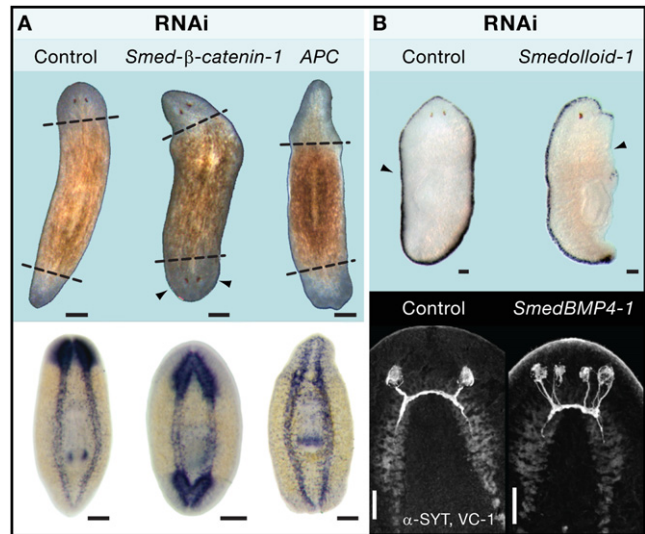 A
RNAi
Control Smed-β-catenin-1 APC
B
RNAi
Control Smedolloid-1
Control SmedBMP4-1
α-SYT, VC-1